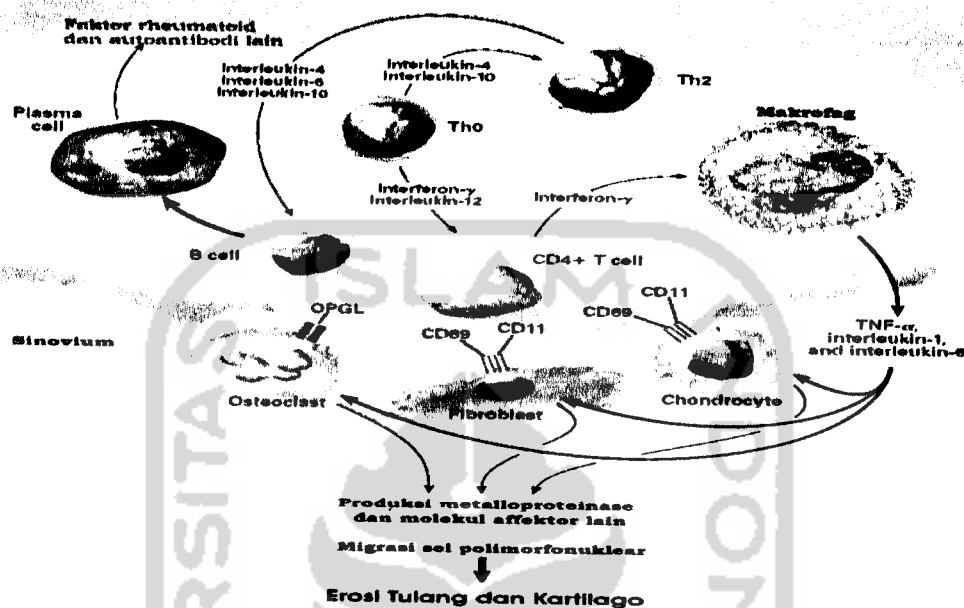 Faktor rheumatoid
dan autoantibodi lain
Interleukin-4
Interleukin-6
Interleukin-10
Interleukin-4
Interleukin-10
Th2
Plasma
cell
Th0
Makrofag
Interferon-γ
Interleukin-12
Interferon-γ
B cell
CD4+ T cell
OPGL
CD69
CD11
CD69
CD11
Sinovium
TNF-α,
interleukin-1,
and interleukin-6
Osteoclast
Fibroblast
Chondrocyte
Produksi metalloproteinase
dan molekul affektor lain
Migrasi sel polimorfonuklear
Erosi Tulang dan Kartilago
ISLAM